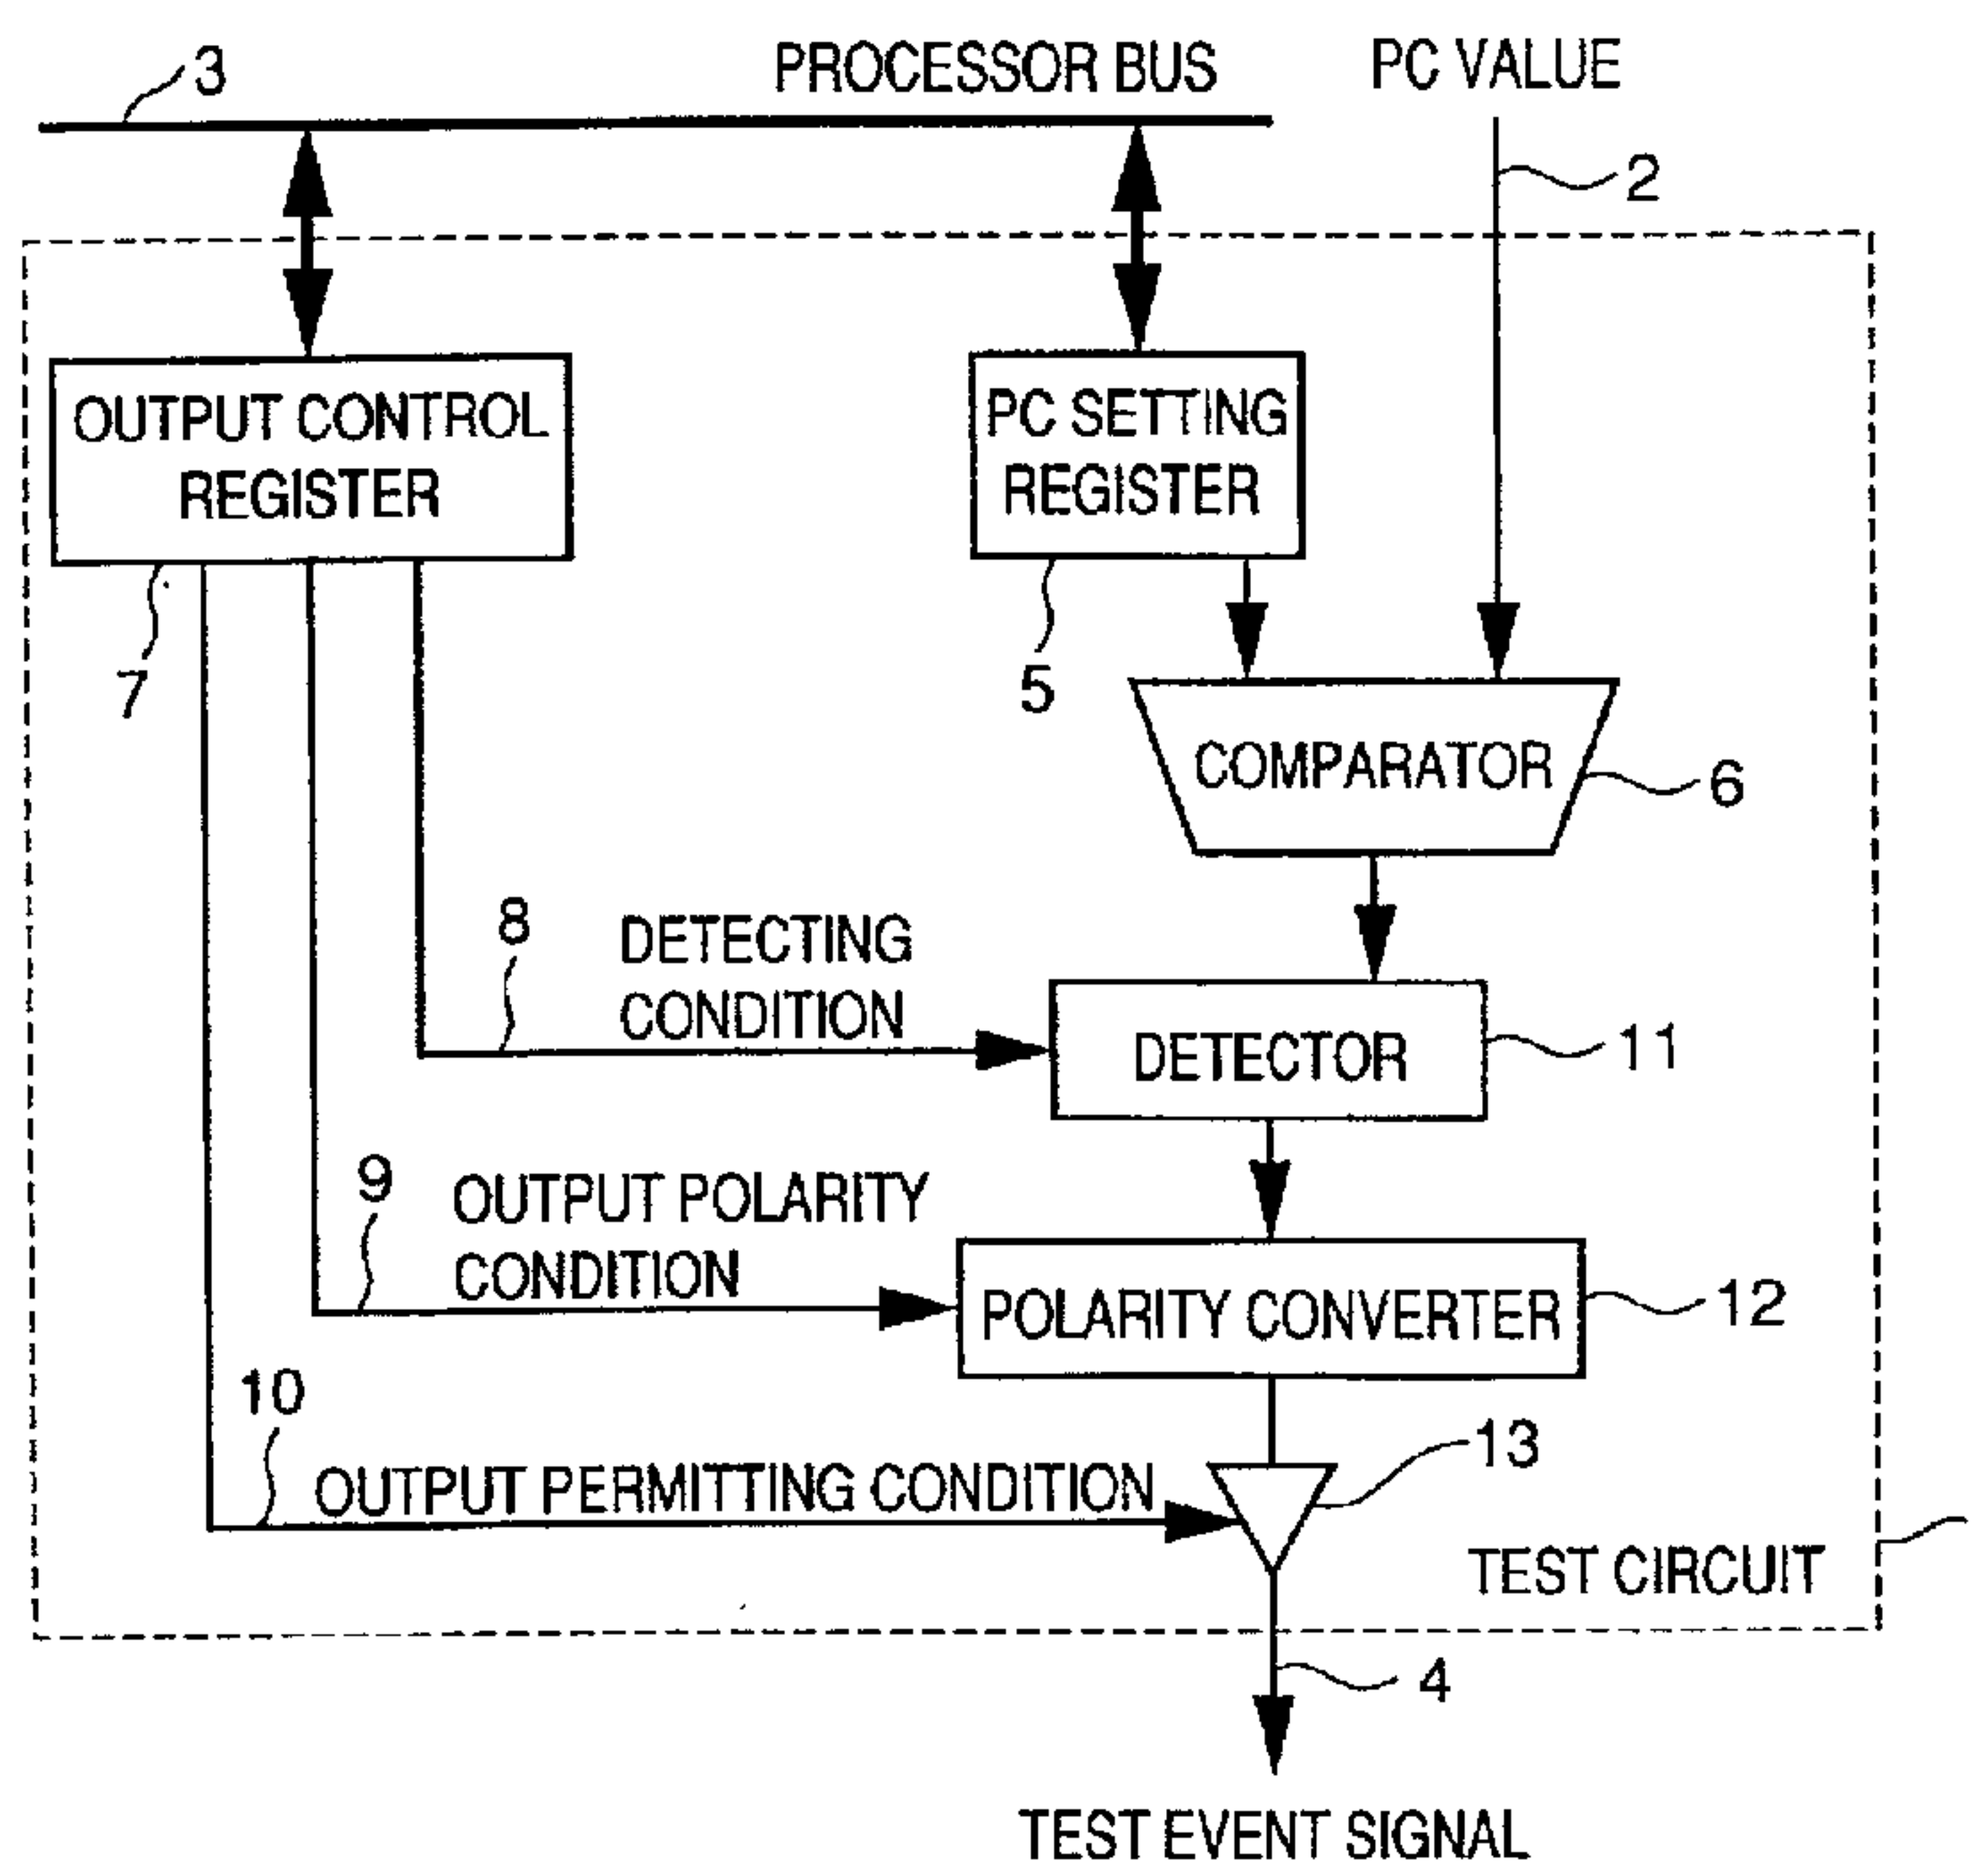 3
PROCESSOR BUS
PC VALUE
2
OUTPUT CONTROL
REGISTER
PC SETTING
REGISTER
7
5
COMPARATOR
6
8
DETECTING
CONDITION
DETECTOR
11
9
OUTPUT POLARITY
CONDITION
POLARITY CONVERTER
12
10
OUTPUT PERMITTING CONDITION
13
TEST CIRCUIT
4
TEST EVENT SIGNAL